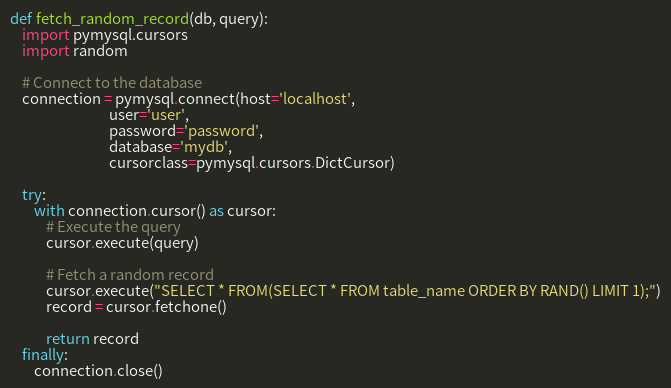 def fetch_random_record(db, query):
    import pymysql.cursors
    import random

    # Connect to the database
    connection = pymysql.connect(host='localhost',
                                 user='user',
                                 password='password',
                                 database='mydb',
                                 cursorclass=pymysql.cursors.DictCursor)

    try:
        with connection.cursor() as cursor:
            # Execute the query
            cursor.execute(query)

            # Fetch a random record
            cursor.execute("SELECT * FROM(SELECT * FROM table_name ORDER BY RAND() LIMIT 1);")
            record = cursor.fetchone()

            return record
    finally:
        connection.close()